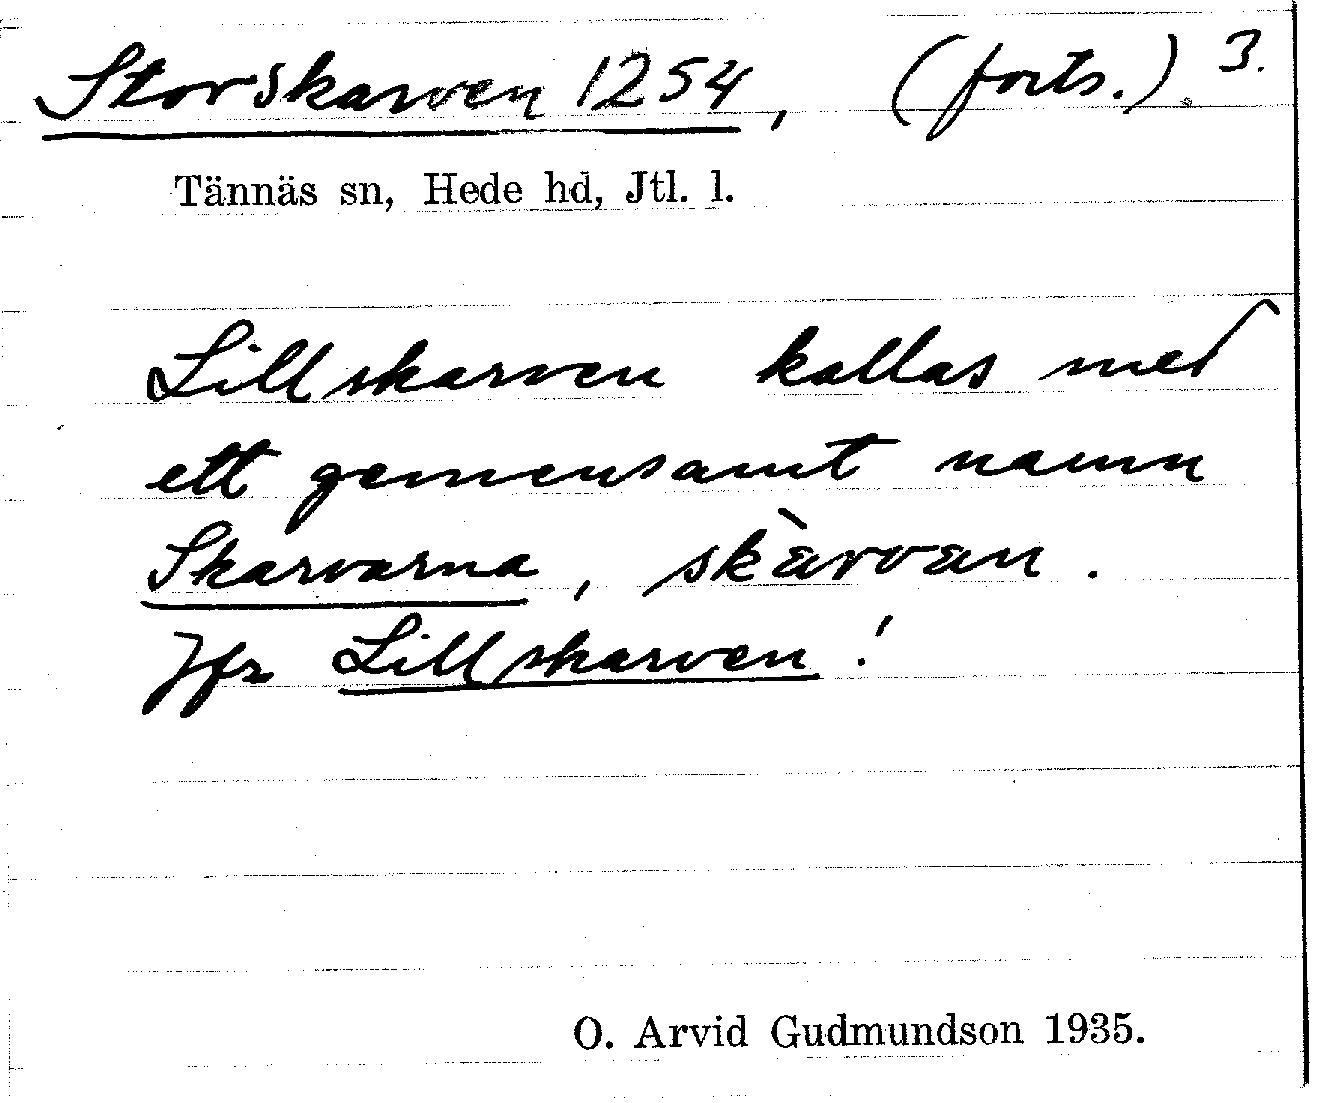 Storskarven 1254, (forts.) 3.
Tännäs sn, Hede hd, Jtl. l.
Lillskarven kallas med
ett gemensamt namn
Skarvarna, skàrvan.
Jfr Lillskarven!
O. Arvid Gudmundson 1935.